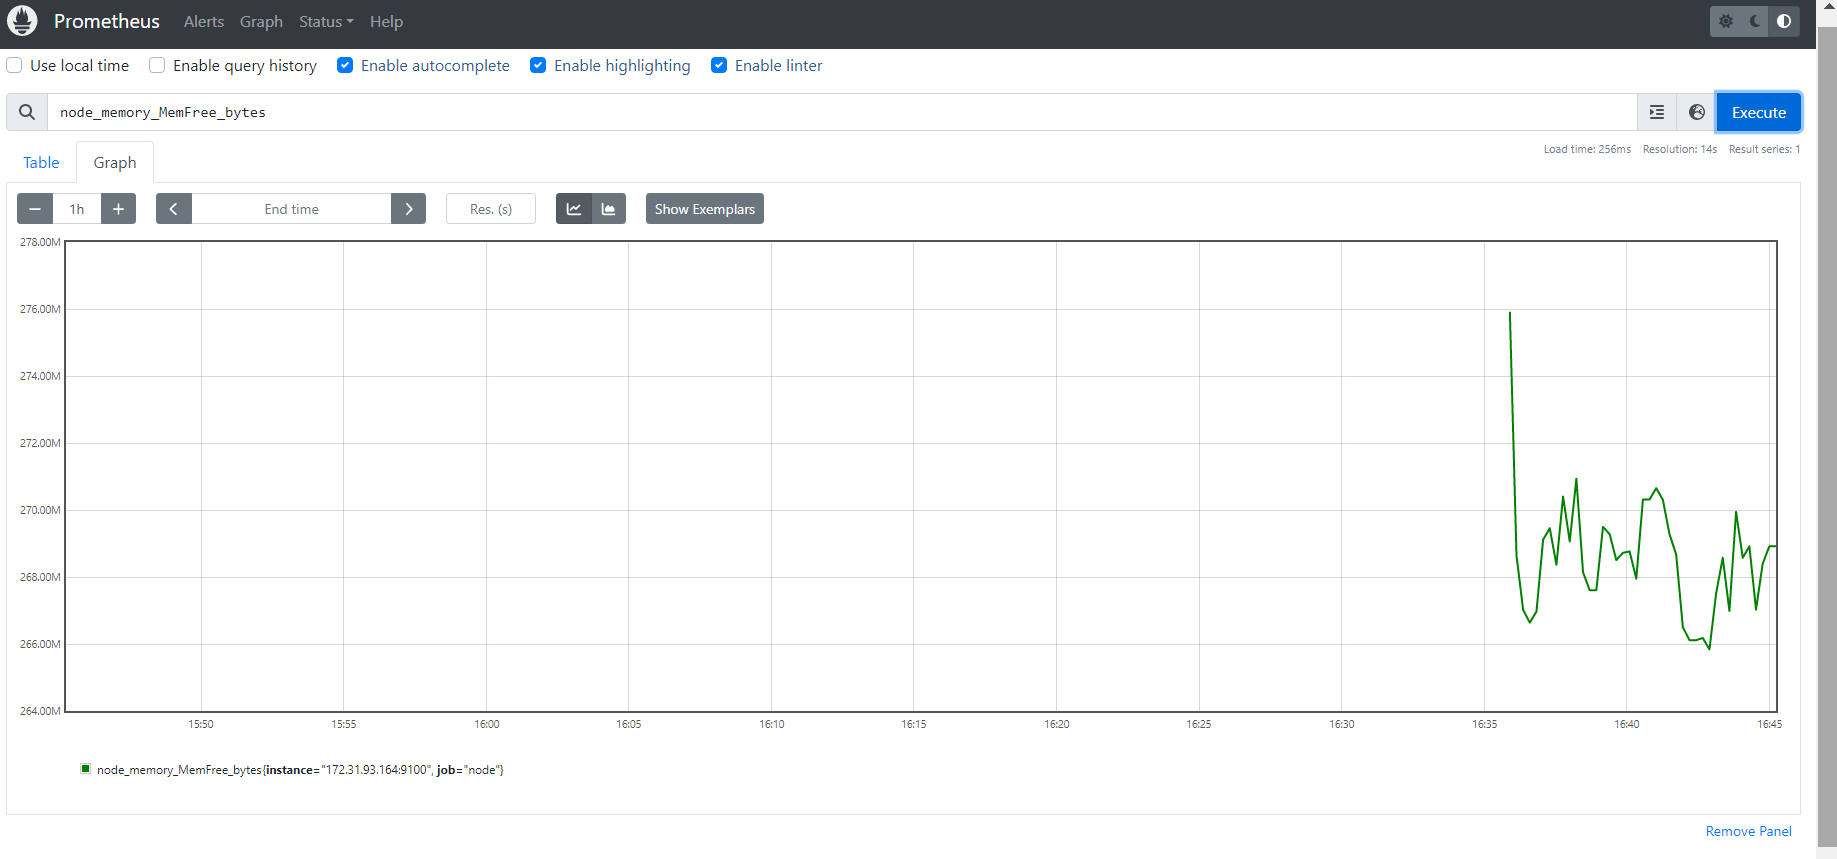 Prometheus Alerts Graph Status Help
Use local time Enable query history Enable autocomplete Enable highlighting Enable linter
node_memory_MemFree_bytes Execute
Load time: 256ms Resolution: 14s Result series: 1
Table Graph
1h End time Res. (s) Show Exemplars
278.00M
276.00M
274.00M
272.00M
270.00M
268.00M
266.00M
264.00M
15:50 15:55 16:00 16:05 16:10 16:15 16:20 16:25 16:30 16:35 16:40 16:45
node_memory_MemFree_bytes{instance="172.31.93.164:9100", job="node"}
Remove Panel